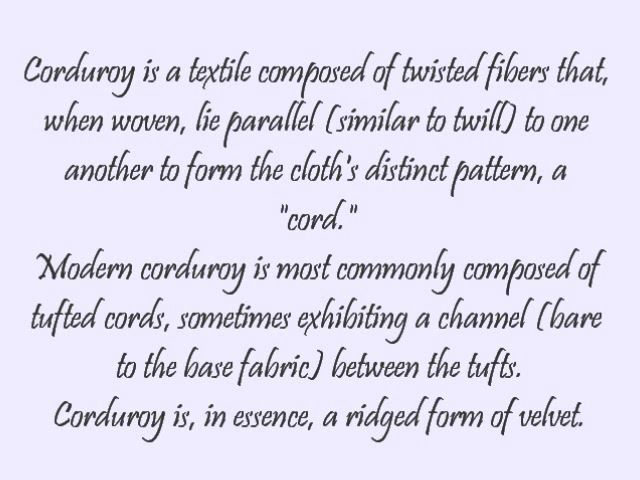 Corduroy is a textile composed of twisted fibers that,
when woven, lie parallel (similar to twill) to one
another to form the cloth's distinct pattern, a
"cord."
Modern corduroy is most commonly composed of
tufted cords, sometimes exhibiting a channel (bare
to the base fabric) between the tufts.
Corduroy is, in essence, a ridged form of velvet.